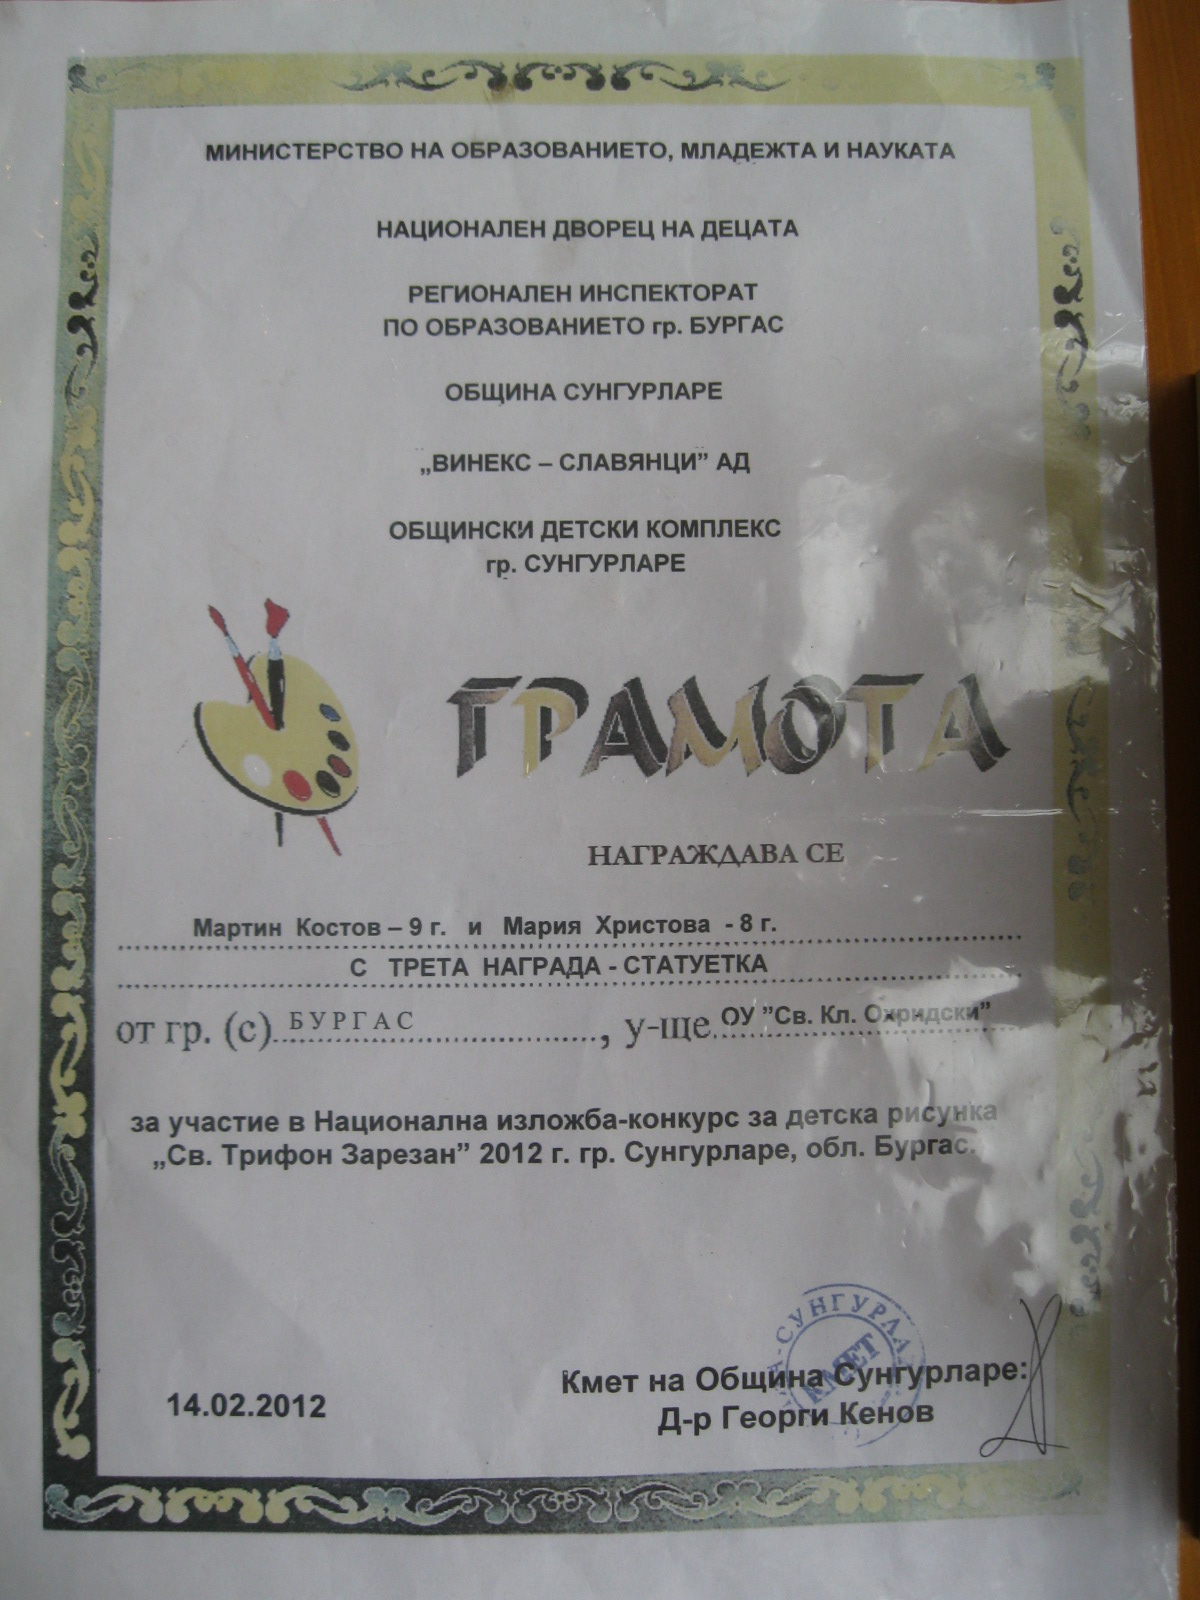 МИНИСТЕРСТВО НА ОБРАЗОВАНИЕТО, МЛАДЕЖТА И НАУКАТА
НАЦИОНАЛЕН ДВОРЕЦ НА ДЕЦАТА
РЕГИОНАЛЕН ИНСПЕКТОРАТ
ПО ОБРАЗОВАНИЕТО гр. БУРГАС
ОБЩИНА СУНГУРЛАРЕ
„ВИНЕКС – СЛАВЯНЦИ” АД
ОБЩИНСКИ ДЕТСКИ КОМПЛЕКС
гр. СУНГУРЛАРЕ
ГРАМОТА
НАГРАЖДАВА СЕ
Мартин Костов – 9 г. и Мария Христова - 8 г.
С ТРЕТА НАГРАДА - СТАТУЕТКА
от гр. (с) БУРГАС, у-ще ОУ ”Св. Кл. Охридски”
за участие в Национална изложба-конкурс за детска рисунка
„Св. Трифон Зарезан” 2012 г. гр. Сунгурларе, обл. Бургас.
КМЕТ
14.02.2012
Кмет на Община Сунгурларе:
Д-р Георги Кенов